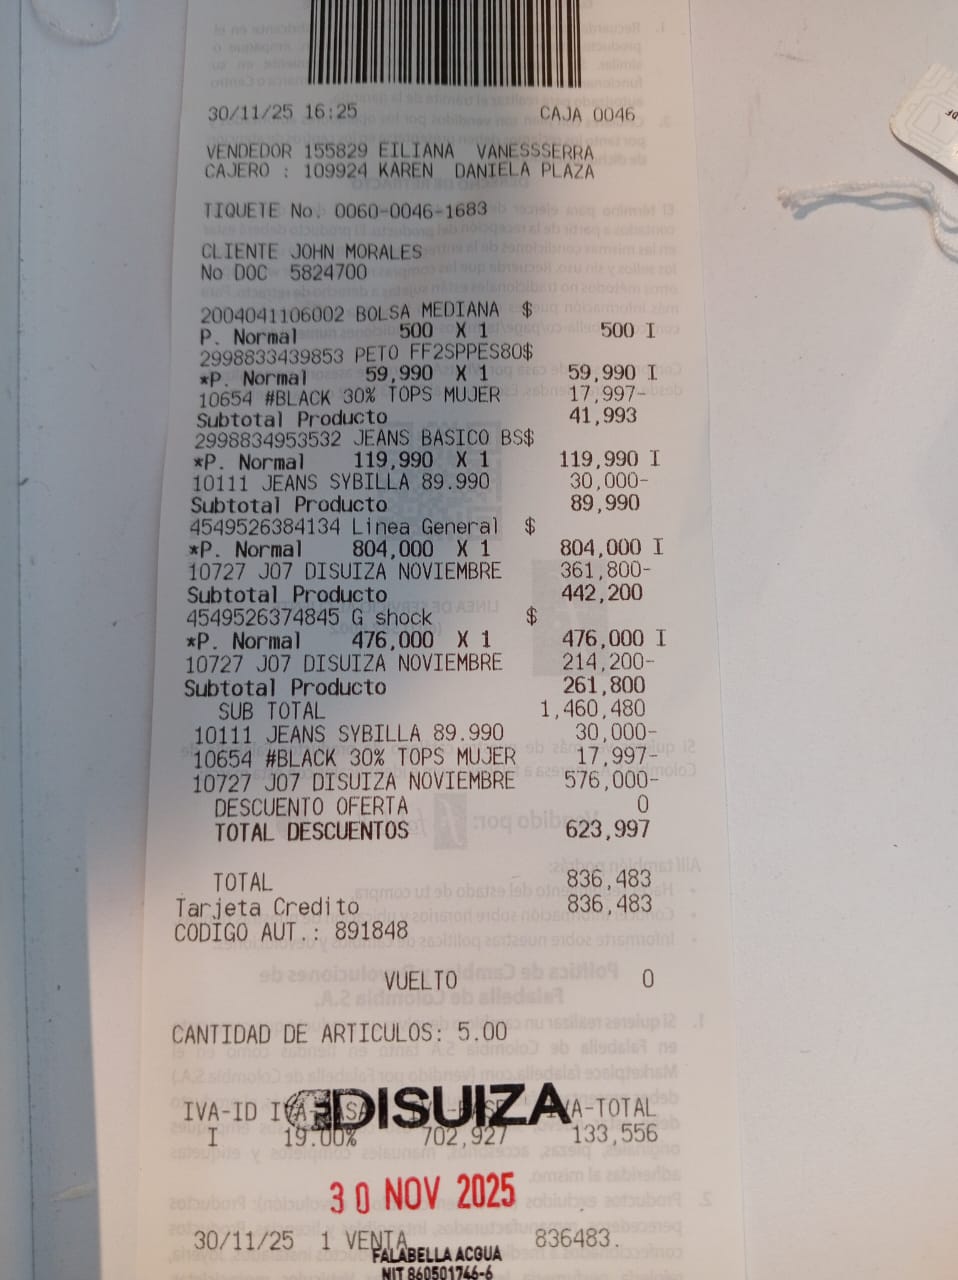 30/11/25 16:25 CAJA 0046
VENDEDOR 155829 EILIANA VANESSSERRA
CAJERO : 109924 KAREN DANIELA PLAZA
TIQUETE No. 0060-0046-1683
CLIENTE JOHN MORALES
No DOC 5824700
2004041106002 BOLSA MEDIANA $
P. Normal 500 X 1 500 I
2998833439853 PETO FF2SPPES80$
*P. Normal 59,990 X 1 59,990 I
10654 #BLACK 30% TOPS MUJER 17,997-
Subtotal Producto 41,993
2998834953532 JEANS BASICO BS$
*P. Normal 119,990 X 1 119,990 I
10111 JEANS SYBILLA 89.990 30,000-
Subtotal Producto 89,990
4549526384134 Linea General $
*P. Normal 804,000 X 1 804,000 I
10727 J07 DISUIZA NOVIEMBRE 361,800-
Subtotal Producto 442,200
4549526374845 G shock $
*P. Normal 476,000 X 1 476,000 I
10727 J07 DISUIZA NOVIEMBRE 214,200-
Subtotal Producto 261,800
SUB TOTAL 1,460,480
10111 JEANS SYBILLA 89.990 30,000-
10654 #BLACK 30% TOPS MUJER 17,997-
10727 J07 DISUIZA NOVIEMBRE 576,000-
DESCUENTO OFERTA 0
TOTAL DESCUENTOS 623,997
TOTAL 836,483
Tarjeta Credito 836,483
CODIGO AUT.: 891848
VUELTO 0
CANTIDAD DE ARTICULOS: 5.00
DISUIZA
IVA-ID IVA-TOTAL
I 19.00% 702,927 133,556
30 NOV 2025
30/11/25 1 VENTA 836483.
FALABELLA ACQUA
NIT 860501746-6